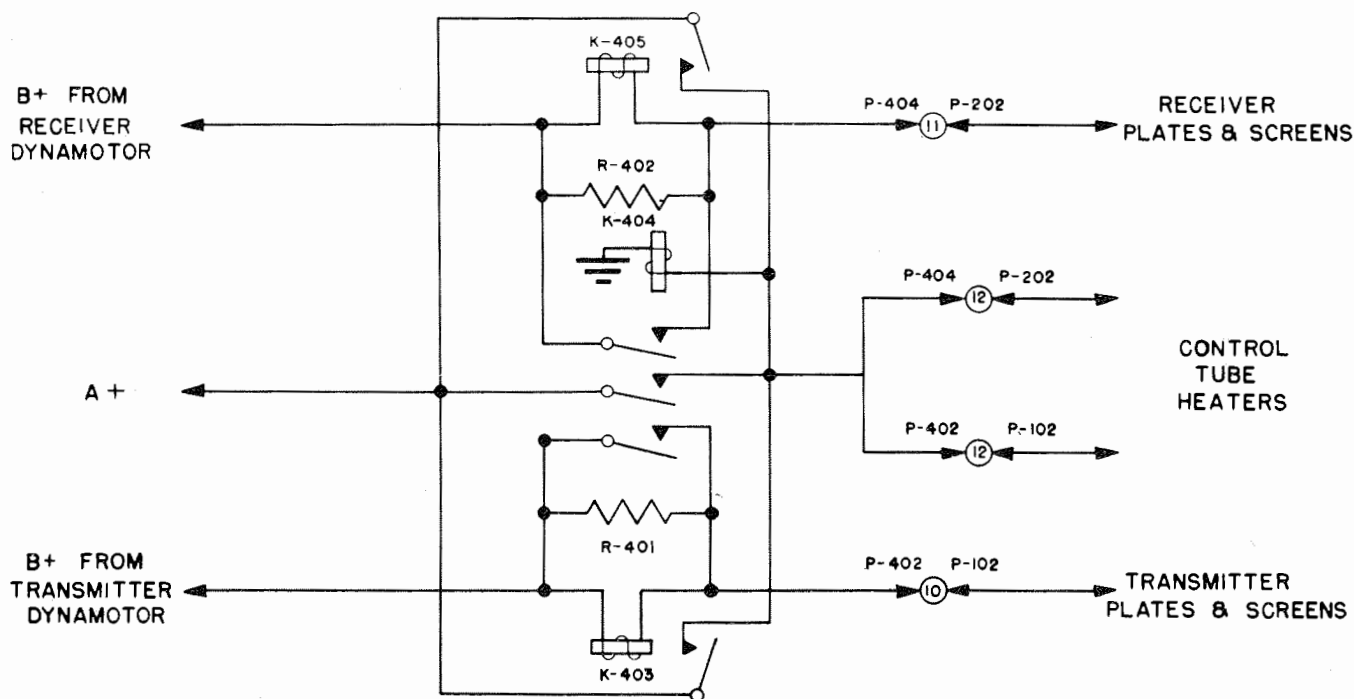 K-405
B+ FROM
RECEIVER
DYNAMOTOR
P-404 11 P-202
RECEIVER
PLATES & SCREENS
R-402
K-404
P-404 12 P-202
A+
CONTROL
TUBE
HEATERS
P-402 12 P-102
R-401
B+ FROM
TRANSMITTER
DYNAMOTOR
P-402 10 P-102
TRANSMITTER
PLATES & SCREENS
K-403